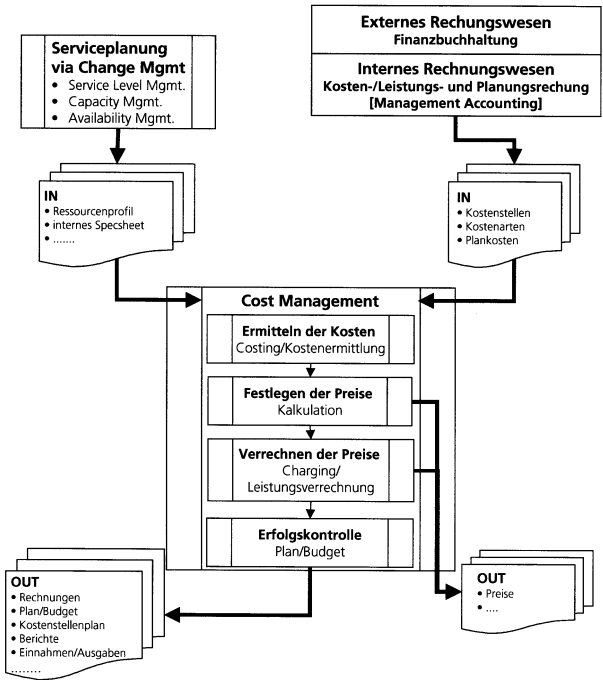 Serviceplanung
via Change Mgmt
• Service Level Mgmt.
• Capacity Mgmt.
• Availability Mgmt.
Externes Rechungswesen
Finanzbuchhaltung
Internes Rechnungswesen
Kosten-/Leistungs- und Planungsrechung
[Management Accounting]
IN
• Ressourcenprofil
• internes Specsheet
• .......
IN
• Kostenstellen
• Kostenarten
• Plankosten
Cost Management
Ermitteln der Kosten
Costing/Kostenermittlung
Festlegen der Preise
Kalkulation
Verrechnen der Preise
Charging/
Leistungsverrechnung
Erfolgskontrolle
Plan/Budget
OUT
• Rechnungen
• Plan/Budget
• Kostenstellenplan
• Berichte
• Einnahmen/Ausgaben
........
OUT
• Preise
• ....